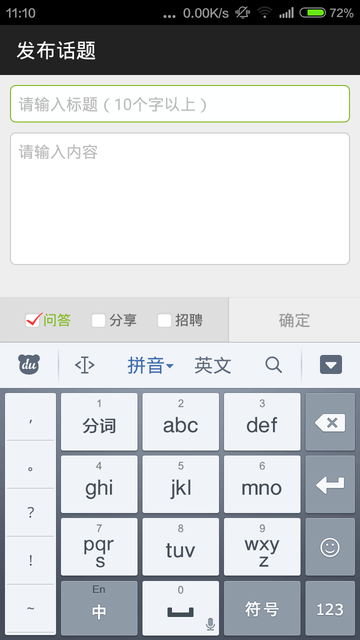 11:10 ... 0.00K/s 72%
发布话题
请输入标题（10个字以上）
请输入内容
问答 分享 招聘 确定
du 拼音 英文
， 1 分词 2 abc 3 def
。 4 ghi 5 jkl 6 mno
？ 7 pqrs 8 tuv 9 wxyz
！
~ En 中 0 符号 123